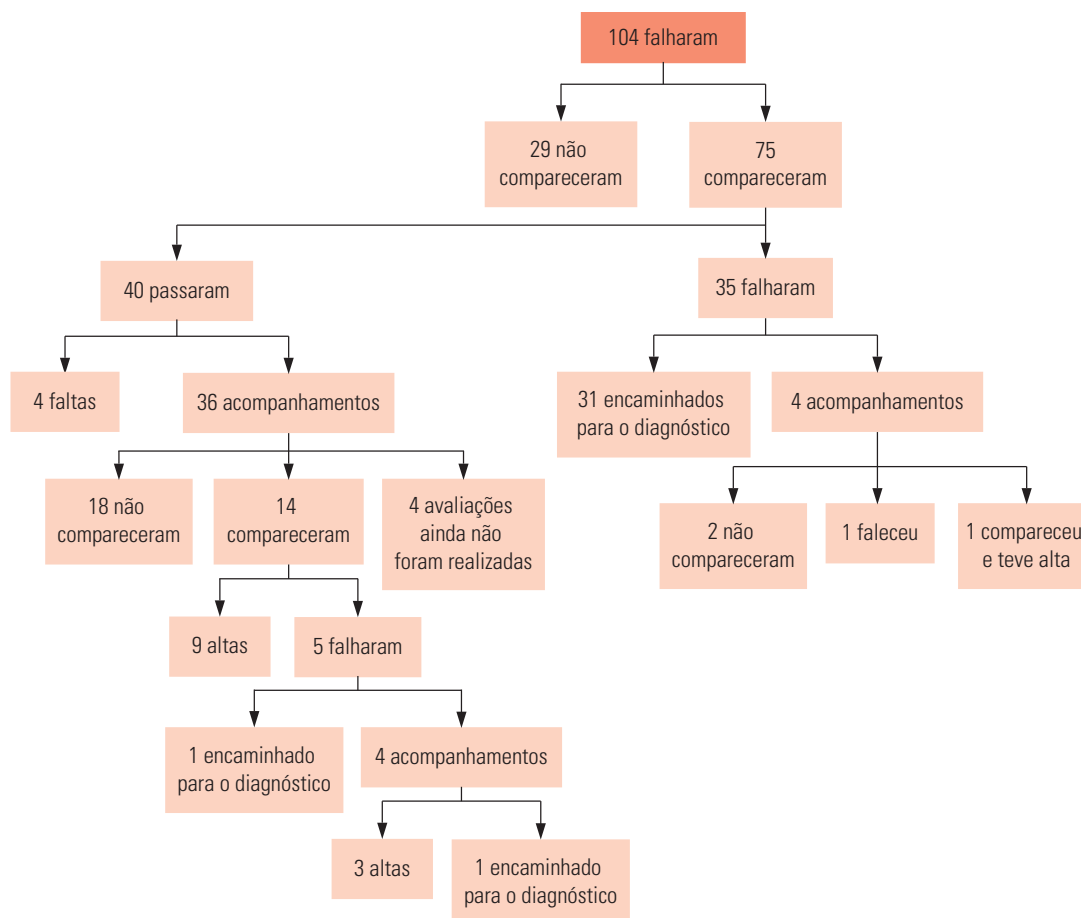 104 falharam
29 não
compareceram
75
compareceram
40 passaram
35 falharam
4 faltas
36 acompanhamentos
31 encaminhados
para o diagnóstico
4 acompanhamentos
18 não
compareceram
14
compareceram
4 avaliações
ainda não
foram realizadas
2 não
compareceram
1 faleceu
1 compareceu
e teve alta
9 altas
5 falharam
1 encaminhado
para o diagnóstico
4 acompanhamentos
3 altas
1 encaminhado
para o diagnóstico